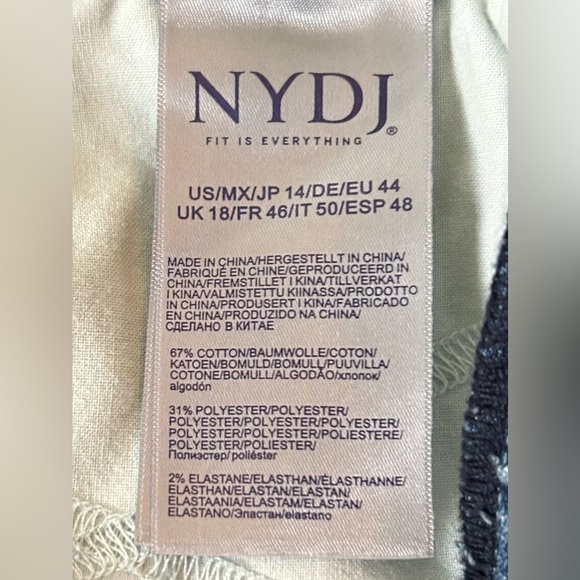 NYDJ®
FIT IS EVERYTHING
US/MX/JP 14/DE/EU 44
UK 18/FR 46/IT 50/ESP 48
MADE IN CHINA/HERGESTELLT IN CHINA/
FABRIQUÉ EN CHINE/GEPRODUCEERD IN
CHINA/FREMSTILLET I KINA/TILLVERKAT
I KINA/VALMISTETTU KIINASSA/PRODOTTO
IN CHINA/PRODUSERT I KINA/FABRICADO
EN CHINA/PRODUZIDO NA CHINA/
СДЕЛАНО В КИТАЕ
67% COTTON/BAUMWOLLE/COTON/
KATOEN/BOMULD/BOMULL/PUUVILLA/
COTONE/BOMULL/ALGODÃO/хлопок/
algodón
31% POLYESTER/POLYESTER/
POLYESTER/POLYESTER/POLYESTER/
POLYESTER/POLYESTERI/POLIESTERE/
POLYESTER/POLIÉSTER/
Полиэстер/poliéster
2% ELASTANE/ELASTHAN/ÉLASTHANNE/
ELASTHAN/ELASTAN/ELASTAN/
ELASTAANIA/ELASTAM/ELASTAN/
ELASTANO/Эластан/elastano